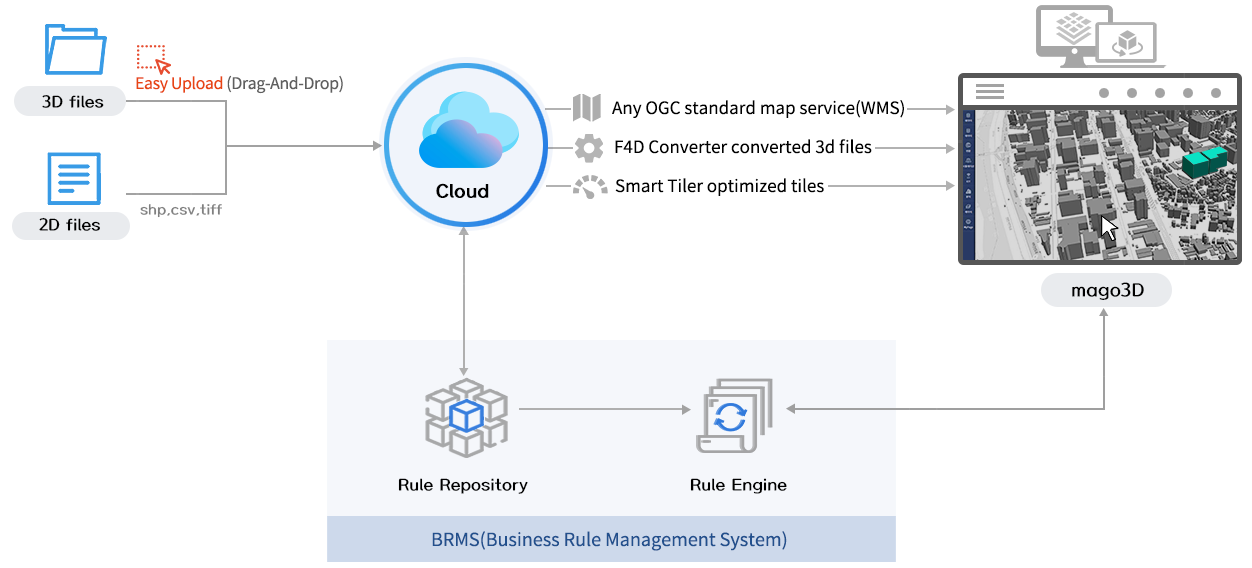 3D files
Easy Upload (Drag-And-Drop)
2D files
shp,csv,tiff
Cloud
Any OGC standard map service(WMS)
F4D Converter converted 3d files
Smart Tiler optimized tiles
mago3D
Rule Repository
Rule Engine
BRMS(Business Rule Management System)